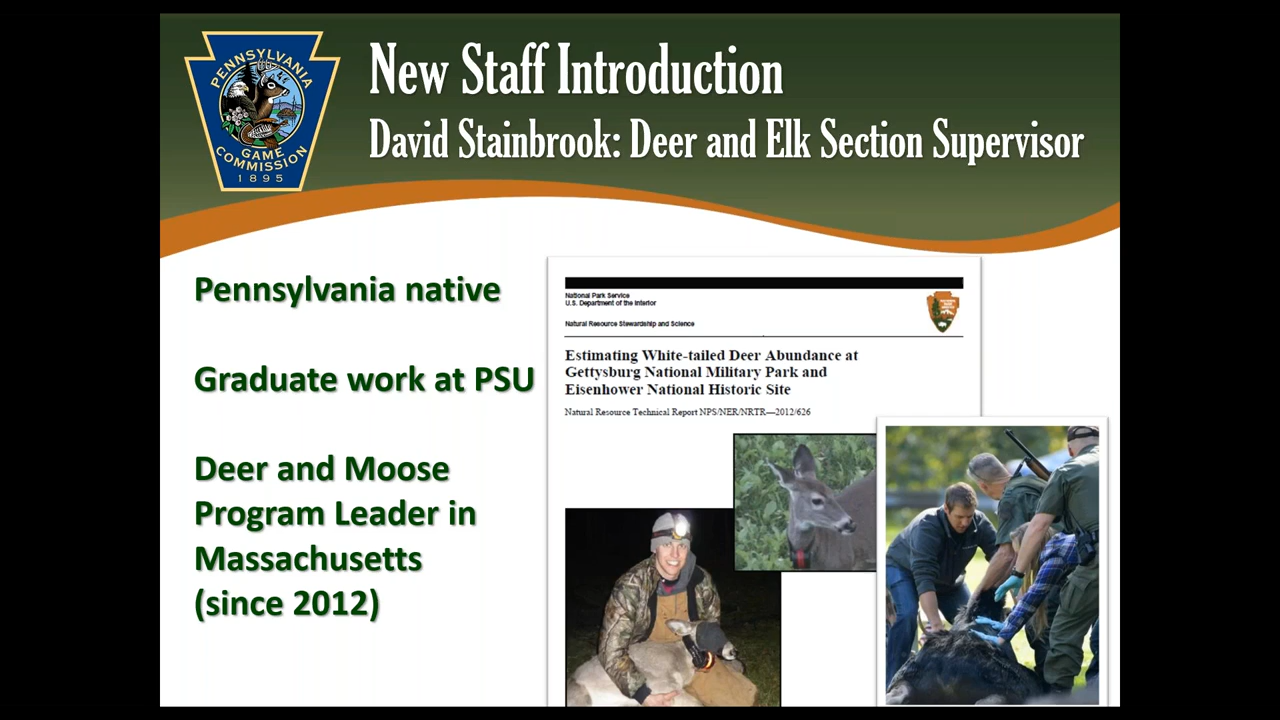 PENNSYLVANIA
GAME
COMMISSION
1895
New Staff Introduction
David Stainbrook: Deer and Elk Section Supervisor
Pennsylvania native
Graduate work at PSU
Deer and Moose
Program Leader in
Massachusetts
(since 2012)
National Park Service
U.S. Department of the Interior
Natural Resource Stewardship and Science
Estimating White-tailed Deer Abundance at
Gettysburg National Military Park and
Eisenhower National Historic Site
Natural Resource Technical Report NPS/NER/NRTR—2012/626